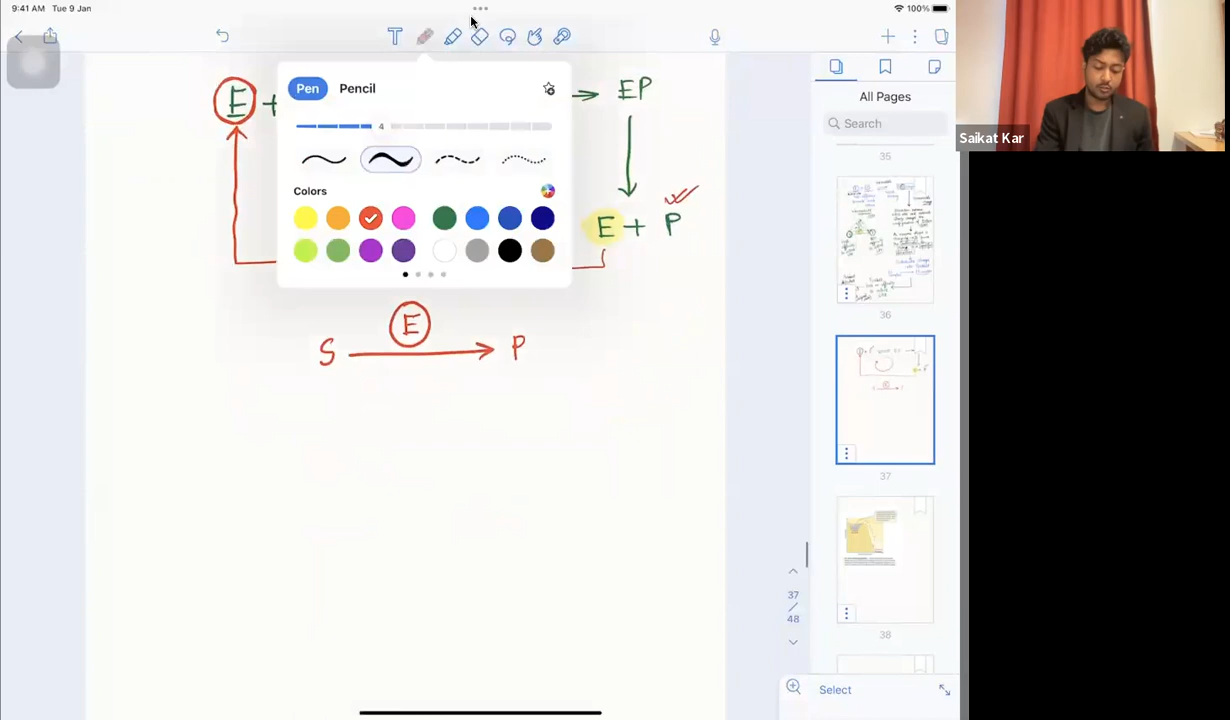 9:41 AM Tue 9 Jan
100%
T
Pen Pencil
All Pages
4
Search
Saikat Kar
Colors
E + → EP
E + P
35
36
E
S → P
37
37
/
48
38
Select